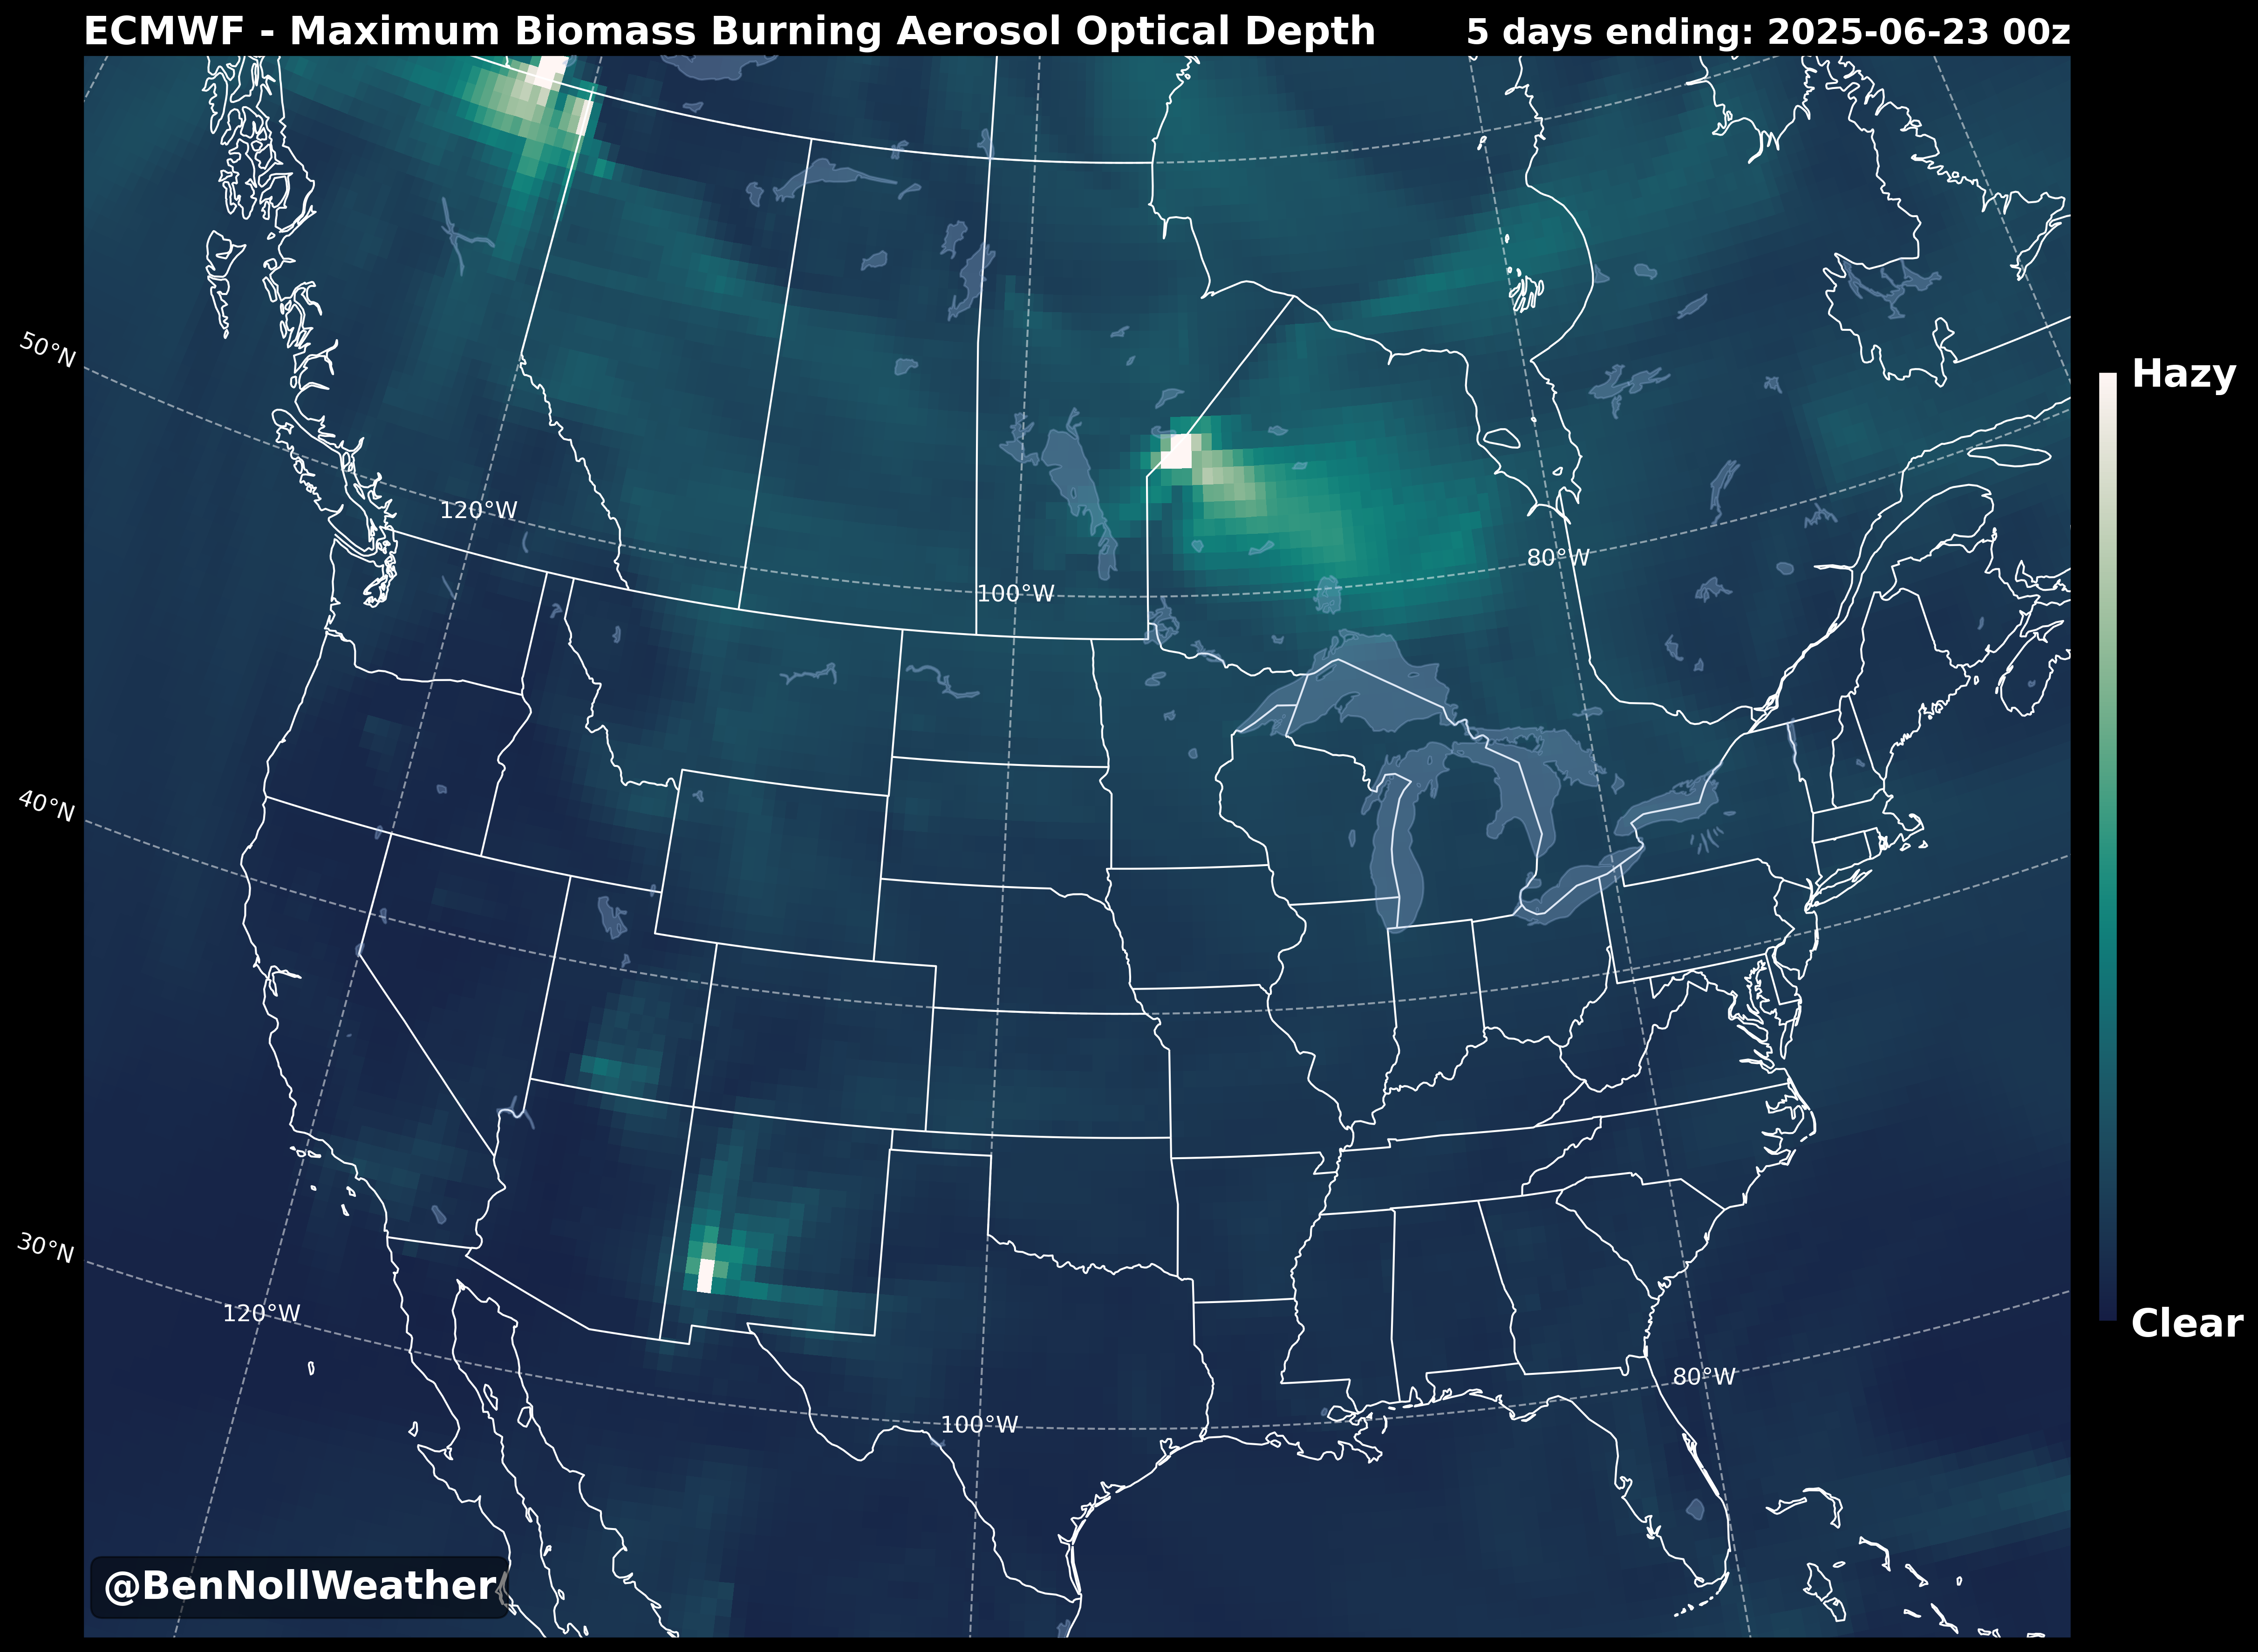 ECMWF - Maximum Biomass Burning Aerosol Optical Depth
5 days ending: 2025-06-23 00z
50°N
Hazy
120°W
80°W
100°W
40°N
30°N
120°W
Clear
80°W
100°W
@BenNollWeather